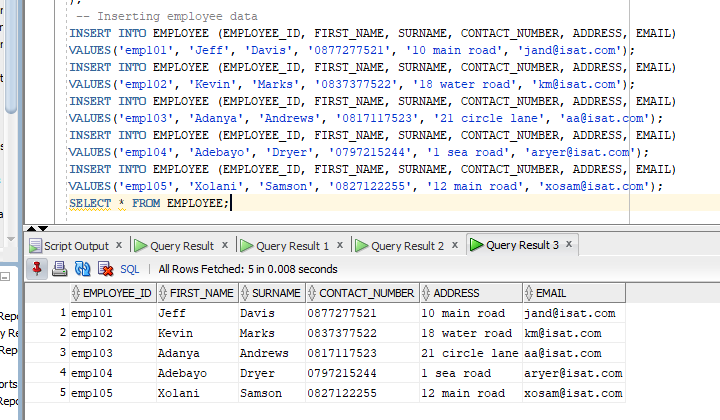 );
-- Inserting employee data
INSERT INTO EMPLOYEE (EMPLOYEE_ID, FIRST_NAME, SURNAME, CONTACT_NUMBER, ADDRESS, EMAIL)
VALUES('emp101', 'Jeff', 'Davis', '0877277521', '10 main road', 'jand@isat.com');
INSERT INTO EMPLOYEE (EMPLOYEE_ID, FIRST_NAME, SURNAME, CONTACT_NUMBER, ADDRESS, EMAIL)
VALUES('emp102', 'Kevin', 'Marks', '0837377522', '18 water road', 'km@isat.com');
INSERT INTO EMPLOYEE (EMPLOYEE_ID, FIRST_NAME, SURNAME, CONTACT_NUMBER, ADDRESS, EMAIL)
VALUES('emp103', 'Adanya', 'Andrews', '0817117523', '21 circle lane', 'aa@isat.com');
INSERT INTO EMPLOYEE (EMPLOYEE_ID, FIRST_NAME, SURNAME, CONTACT_NUMBER, ADDRESS, EMAIL)
VALUES('emp104', 'Adebayo', 'Dryer', '0797215244', '1 sea road', 'aryer@isat.com');
INSERT INTO EMPLOYEE (EMPLOYEE_ID, FIRST_NAME, SURNAME, CONTACT_NUMBER, ADDRESS, EMAIL)
VALUES('emp105', 'Xolani', 'Samson', '0827122255', '12 main road', 'xosam@isat.com');
SELECT * FROM EMPLOYEE;
Script Output x Query Result x Query Result 1 x Query Result 2 x Query Result 3 x
SQL | All Rows Fetched: 5 in 0.008 seconds
EMPLOYEE_ID FIRST_NAME SURNAME CONTACT_NUMBER ADDRESS EMAIL
1 emp101 Jeff Davis 0877277521 10 main road jand@isat.com
2 emp102 Kevin Marks 0837377522 18 water road km@isat.com
3 emp103 Adanya Andrews 0817117523 21 circle lane aa@isat.com
4 emp104 Adebayo Dryer 0797215244 1 sea road aryer@isat.com
5 emp105 Xolani Samson 0827122255 12 main road xosam@isat.com